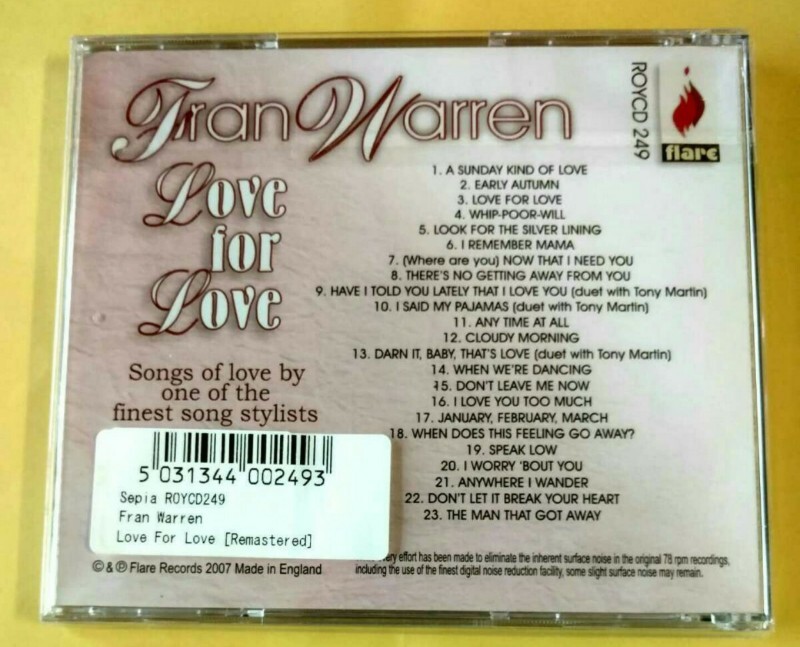 Fran Warren
Love
for
Love
Songs of love by
one of the
finest song stylists
ROYCD 249
flare
1. A SUNDAY KIND OF LOVE
2. EARLY AUTUMN
3. LOVE FOR LOVE
4. WHIP-POOR-WILL
5. LOOK FOR THE SILVER LINING
6. I REMEMBER MAMA
7. (Where are you) NOW THAT I NEED YOU
8. THERE'S NO GETTING AWAY FROM YOU
9. HAVE I TOLD YOU LATELY THAT I LOVE YOU (duet with Tony Martin)
10. I SAID MY PAJAMAS (duet with Tony Martin)
11. ANY TIME AT ALL
12. CLOUDY MORNING
13. DARN IT, BABY, THAT'S LOVE (duet with Tony Martin)
14. WHEN WE'RE DANCING
15. DON'T LEAVE ME NOW
16. I LOVE YOU TOO MUCH
17. JANUARY, FEBRUARY, MARCH
18. WHEN DOES THIS FEELING GO AWAY?
19. SPEAK LOW
20. I WORRY 'BOUT YOU
21. ANYWHERE I WANDER
22. DON'T LET IT BREAK YOUR HEART
23. THE MAN THAT GOT AWAY
5 031344 002493
Sepia ROYCD249
Fran Warren
Love For Love [Remastered]
© & ℗ Flare Records 2007 Made in England
effort has been made to eliminate the inherent surface noise in the original 78 rpm recordings,
including the use of the finest digital noise reduction facility, some slight surface noise may remain.